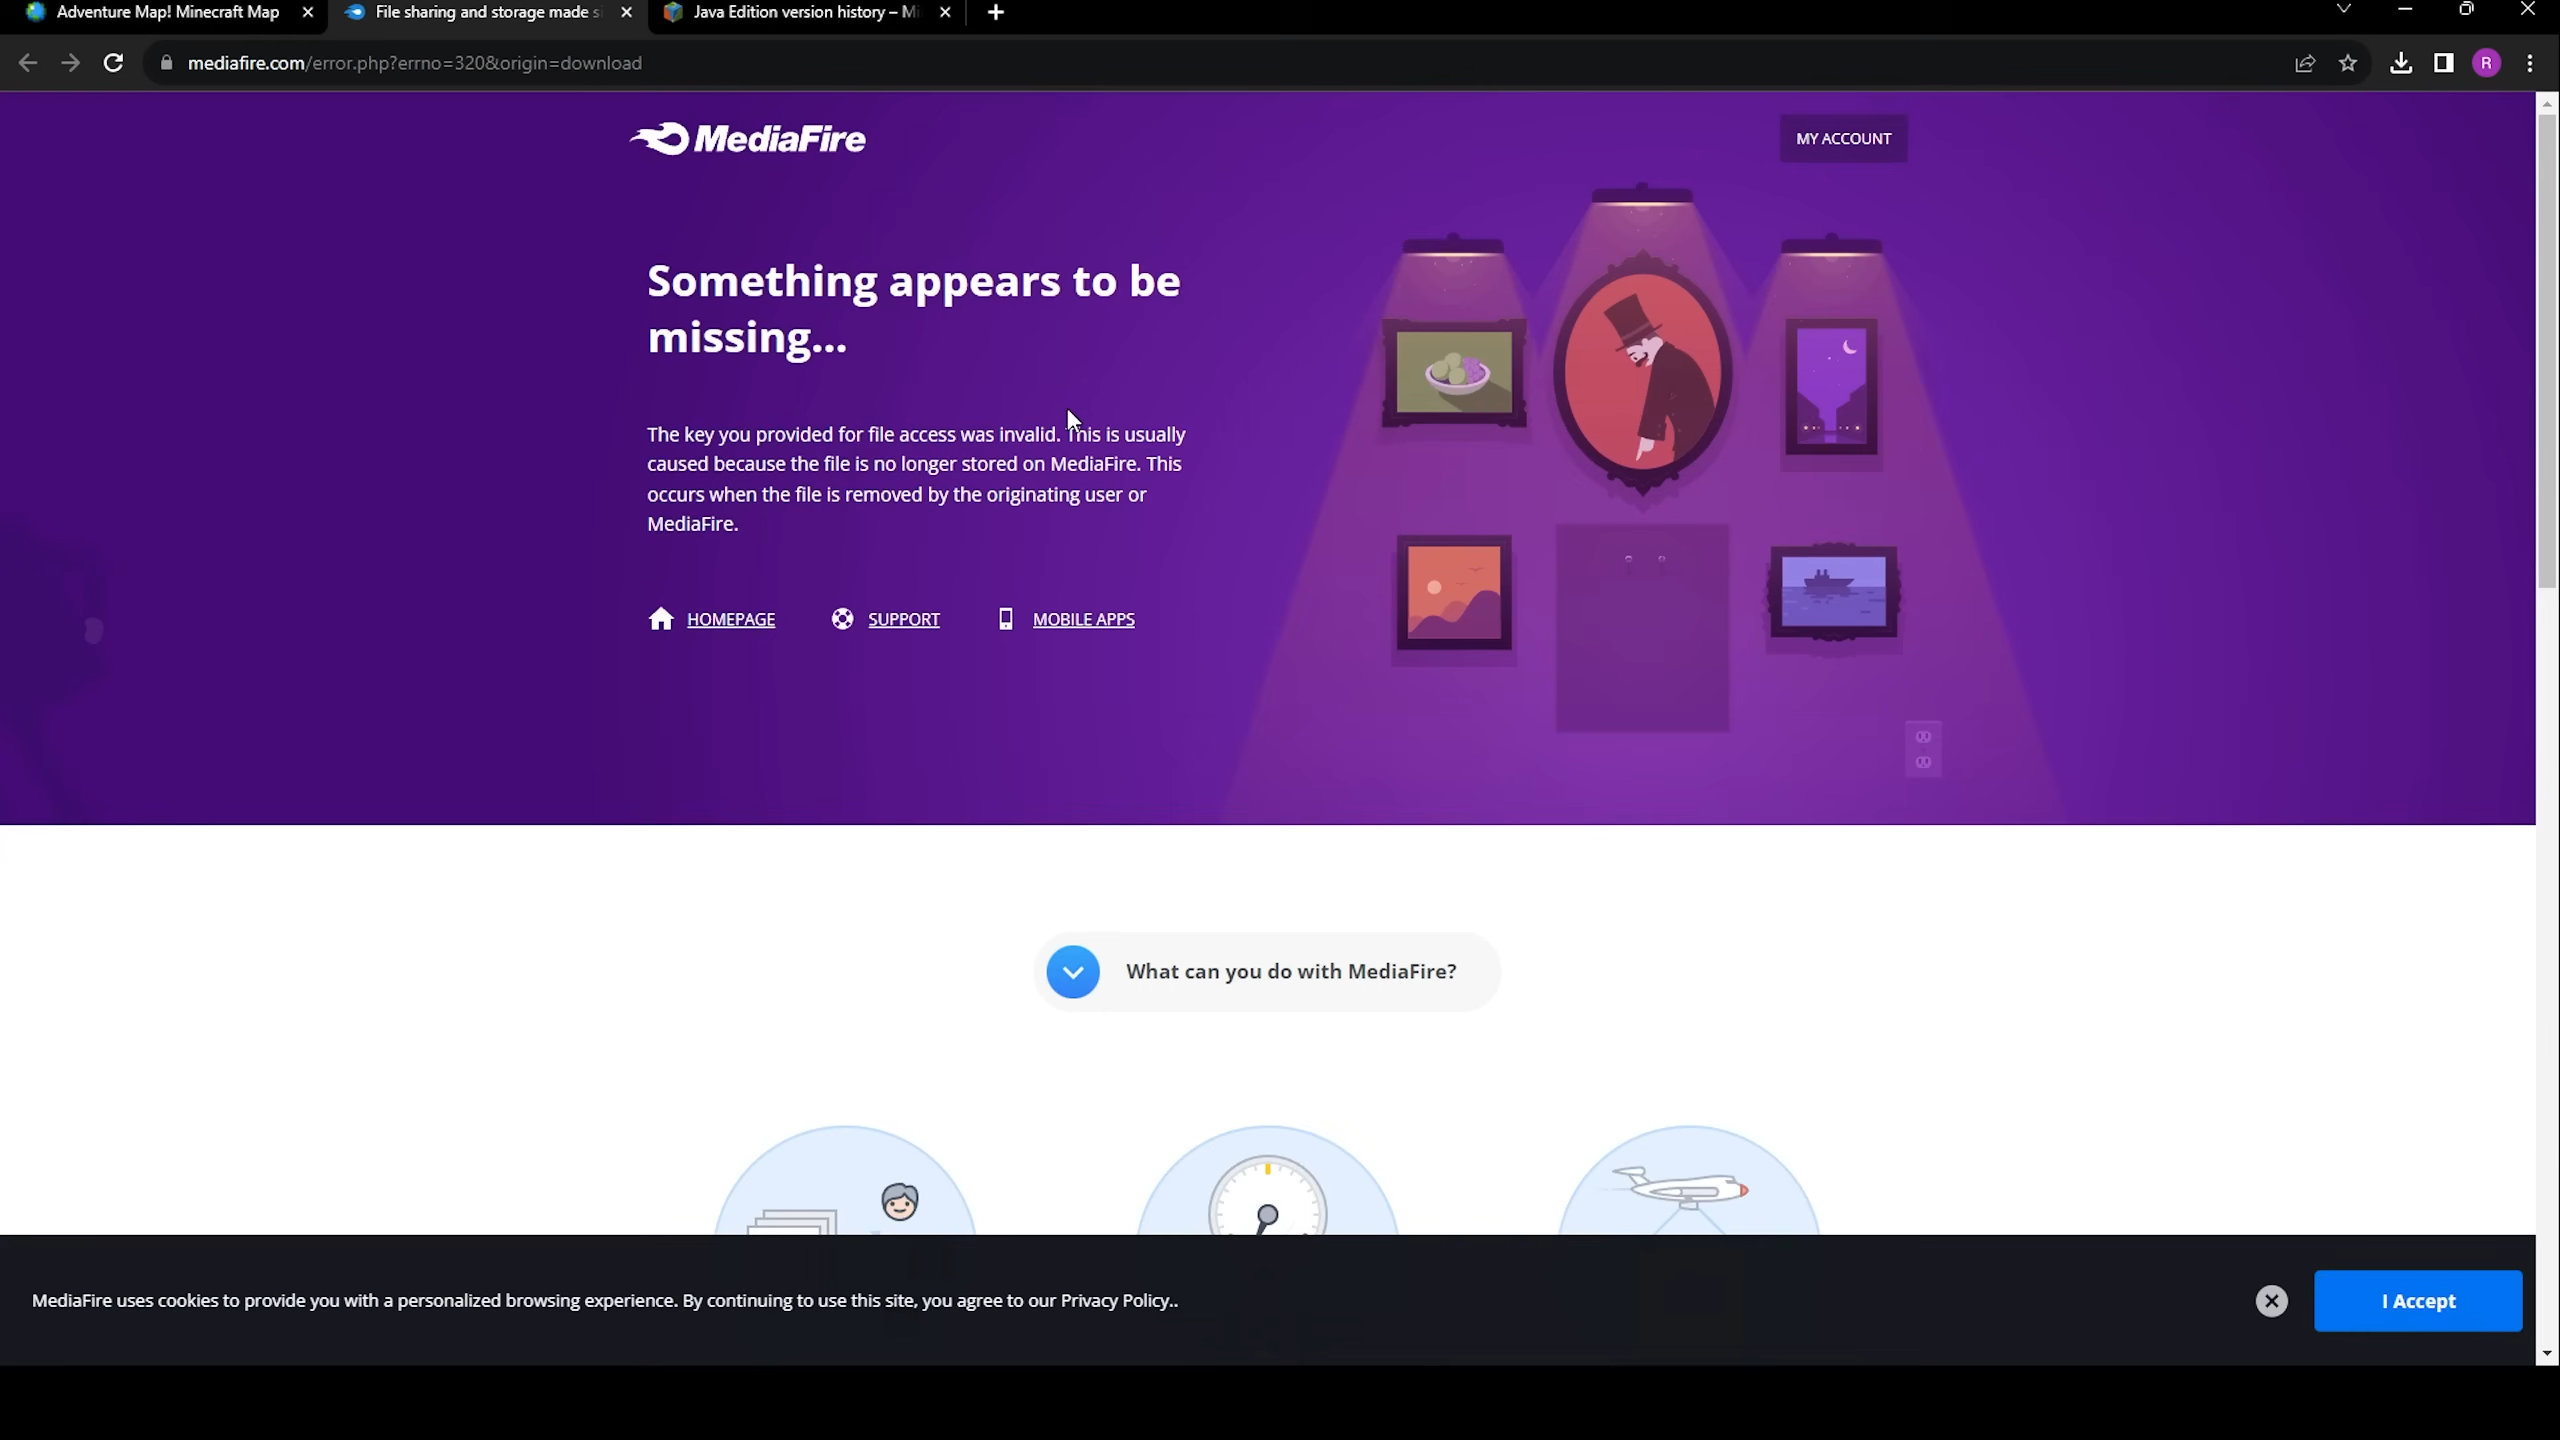 Adventure Map! Minecraft Map
File sharing and storage made s
Java Edition version history – Mi
mediafire.com/error.php?errno=320&origin=download
R
MediaFire
MY ACCOUNT
Something appears to be
missing...
The key you provided for file access was invalid. This is usually
caused because the file is no longer stored on MediaFire. This
occurs when the file is removed by the originating user or
MediaFire.
HOMEPAGE
SUPPORT
MOBILE APPS
What can you do with MediaFire?
MediaFire uses cookies to provide you with a personalized browsing experience. By continuing to use this site, you agree to our Privacy Policy..
I Accept